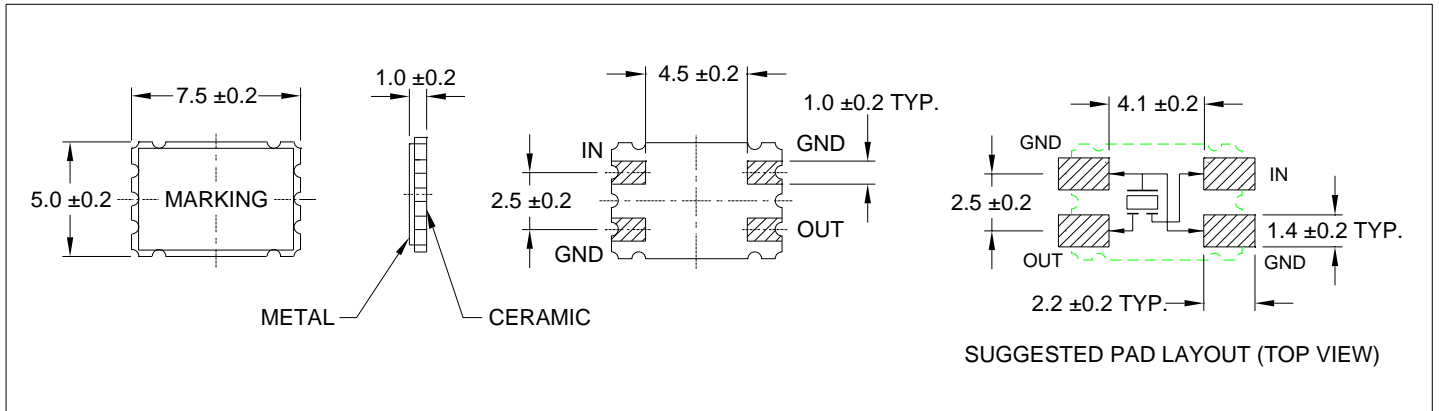 7.5 ±0.2
5.0 ±0.2
MARKING
1.0 ±0.2
METAL
CERAMIC
4.5 ±0.2
1.0 ±0.2 TYP.
IN
GND
2.5 ±0.2
GND
OUT
4.1 ±0.2
GND
IN
2.5 ±0.2
1.4 ±0.2 TYP.
OUT
GND
2.2 ±0.2 TYP.
SUGGESTED PAD LAYOUT (TOP VIEW)